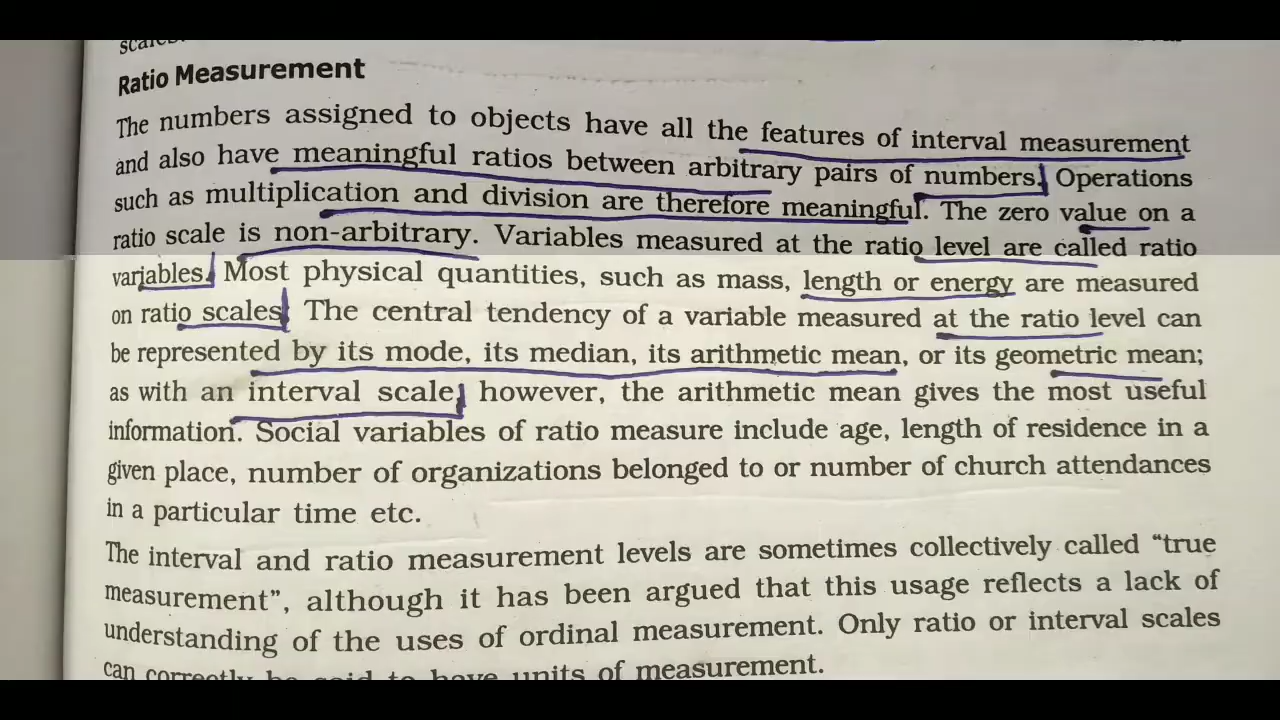 scales.
Ratio Measurement
The numbers assigned to objects have all the features of interval measurement
and also have meaningful ratios between arbitrary pairs of numbers. Operations
such as multiplication and division are therefore meaningful. The zero value on a
ratio scale is non-arbitrary. Variables measured at the ratio level are called ratio
variables. Most physical quantities, such as mass, length or energy are measured
on ratio scales. The central tendency of a variable measured at the ratio level can
be represented by its mode, its median, its arithmetic mean, or its geometric mean;
as with an interval scale, however, the arithmetic mean gives the most useful
information. Social variables of ratio measure include age, length of residence in a
given place, number of organizations belonged to or number of church attendances
in a particular time etc.
The interval and ratio measurement levels are sometimes collectively called “true
measurement”, although it has been argued that this usage reflects a lack of
understanding of the uses of ordinal measurement. Only ratio or interval scales
can correctly be said to have units of measurement.